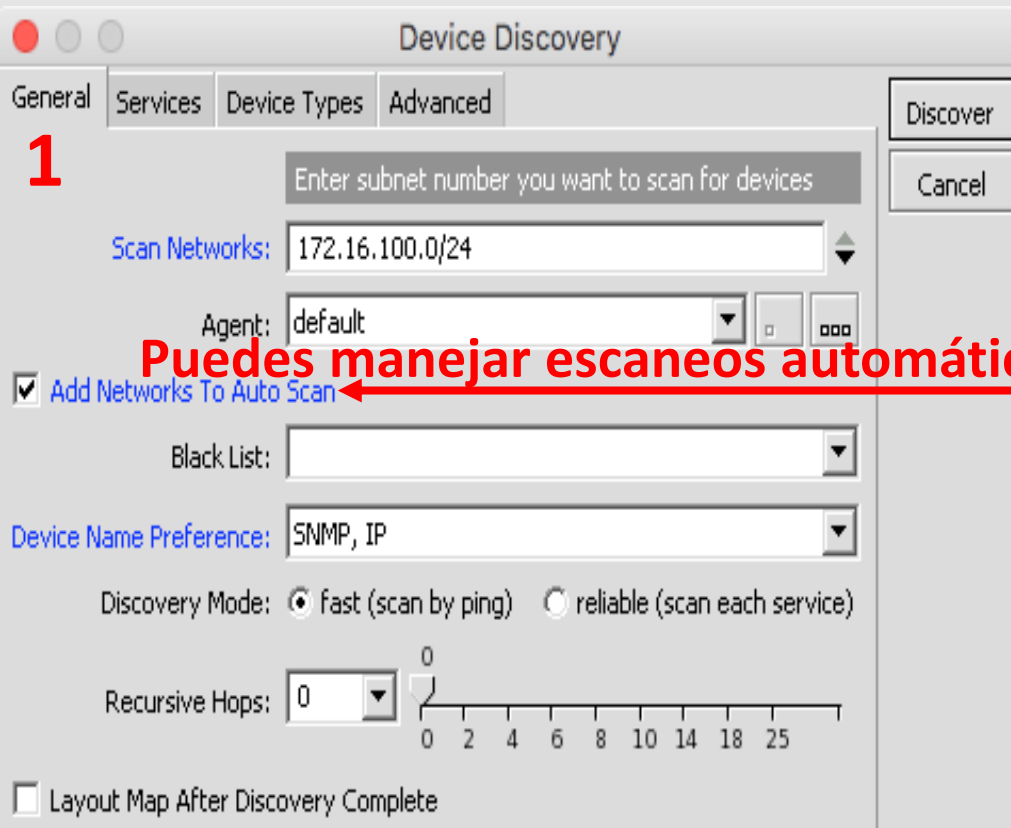 Device Discovery
General Services Device Types Advanced
Discover
1
Enter subnet number you want to scan for devices
Cancel
Scan Networks: 172.16.100.0/24
Agent: default
Puedes manejar escaneos automátic
Add Networks To Auto Scan
Black List:
Device Name Preference: SNMP, IP
Discovery Mode: fast (scan by ping) reliable (scan each service)
0
Recursive Hops: 0
0 2 4 6 8 10 14 18 25
Layout Map After Discovery Complete